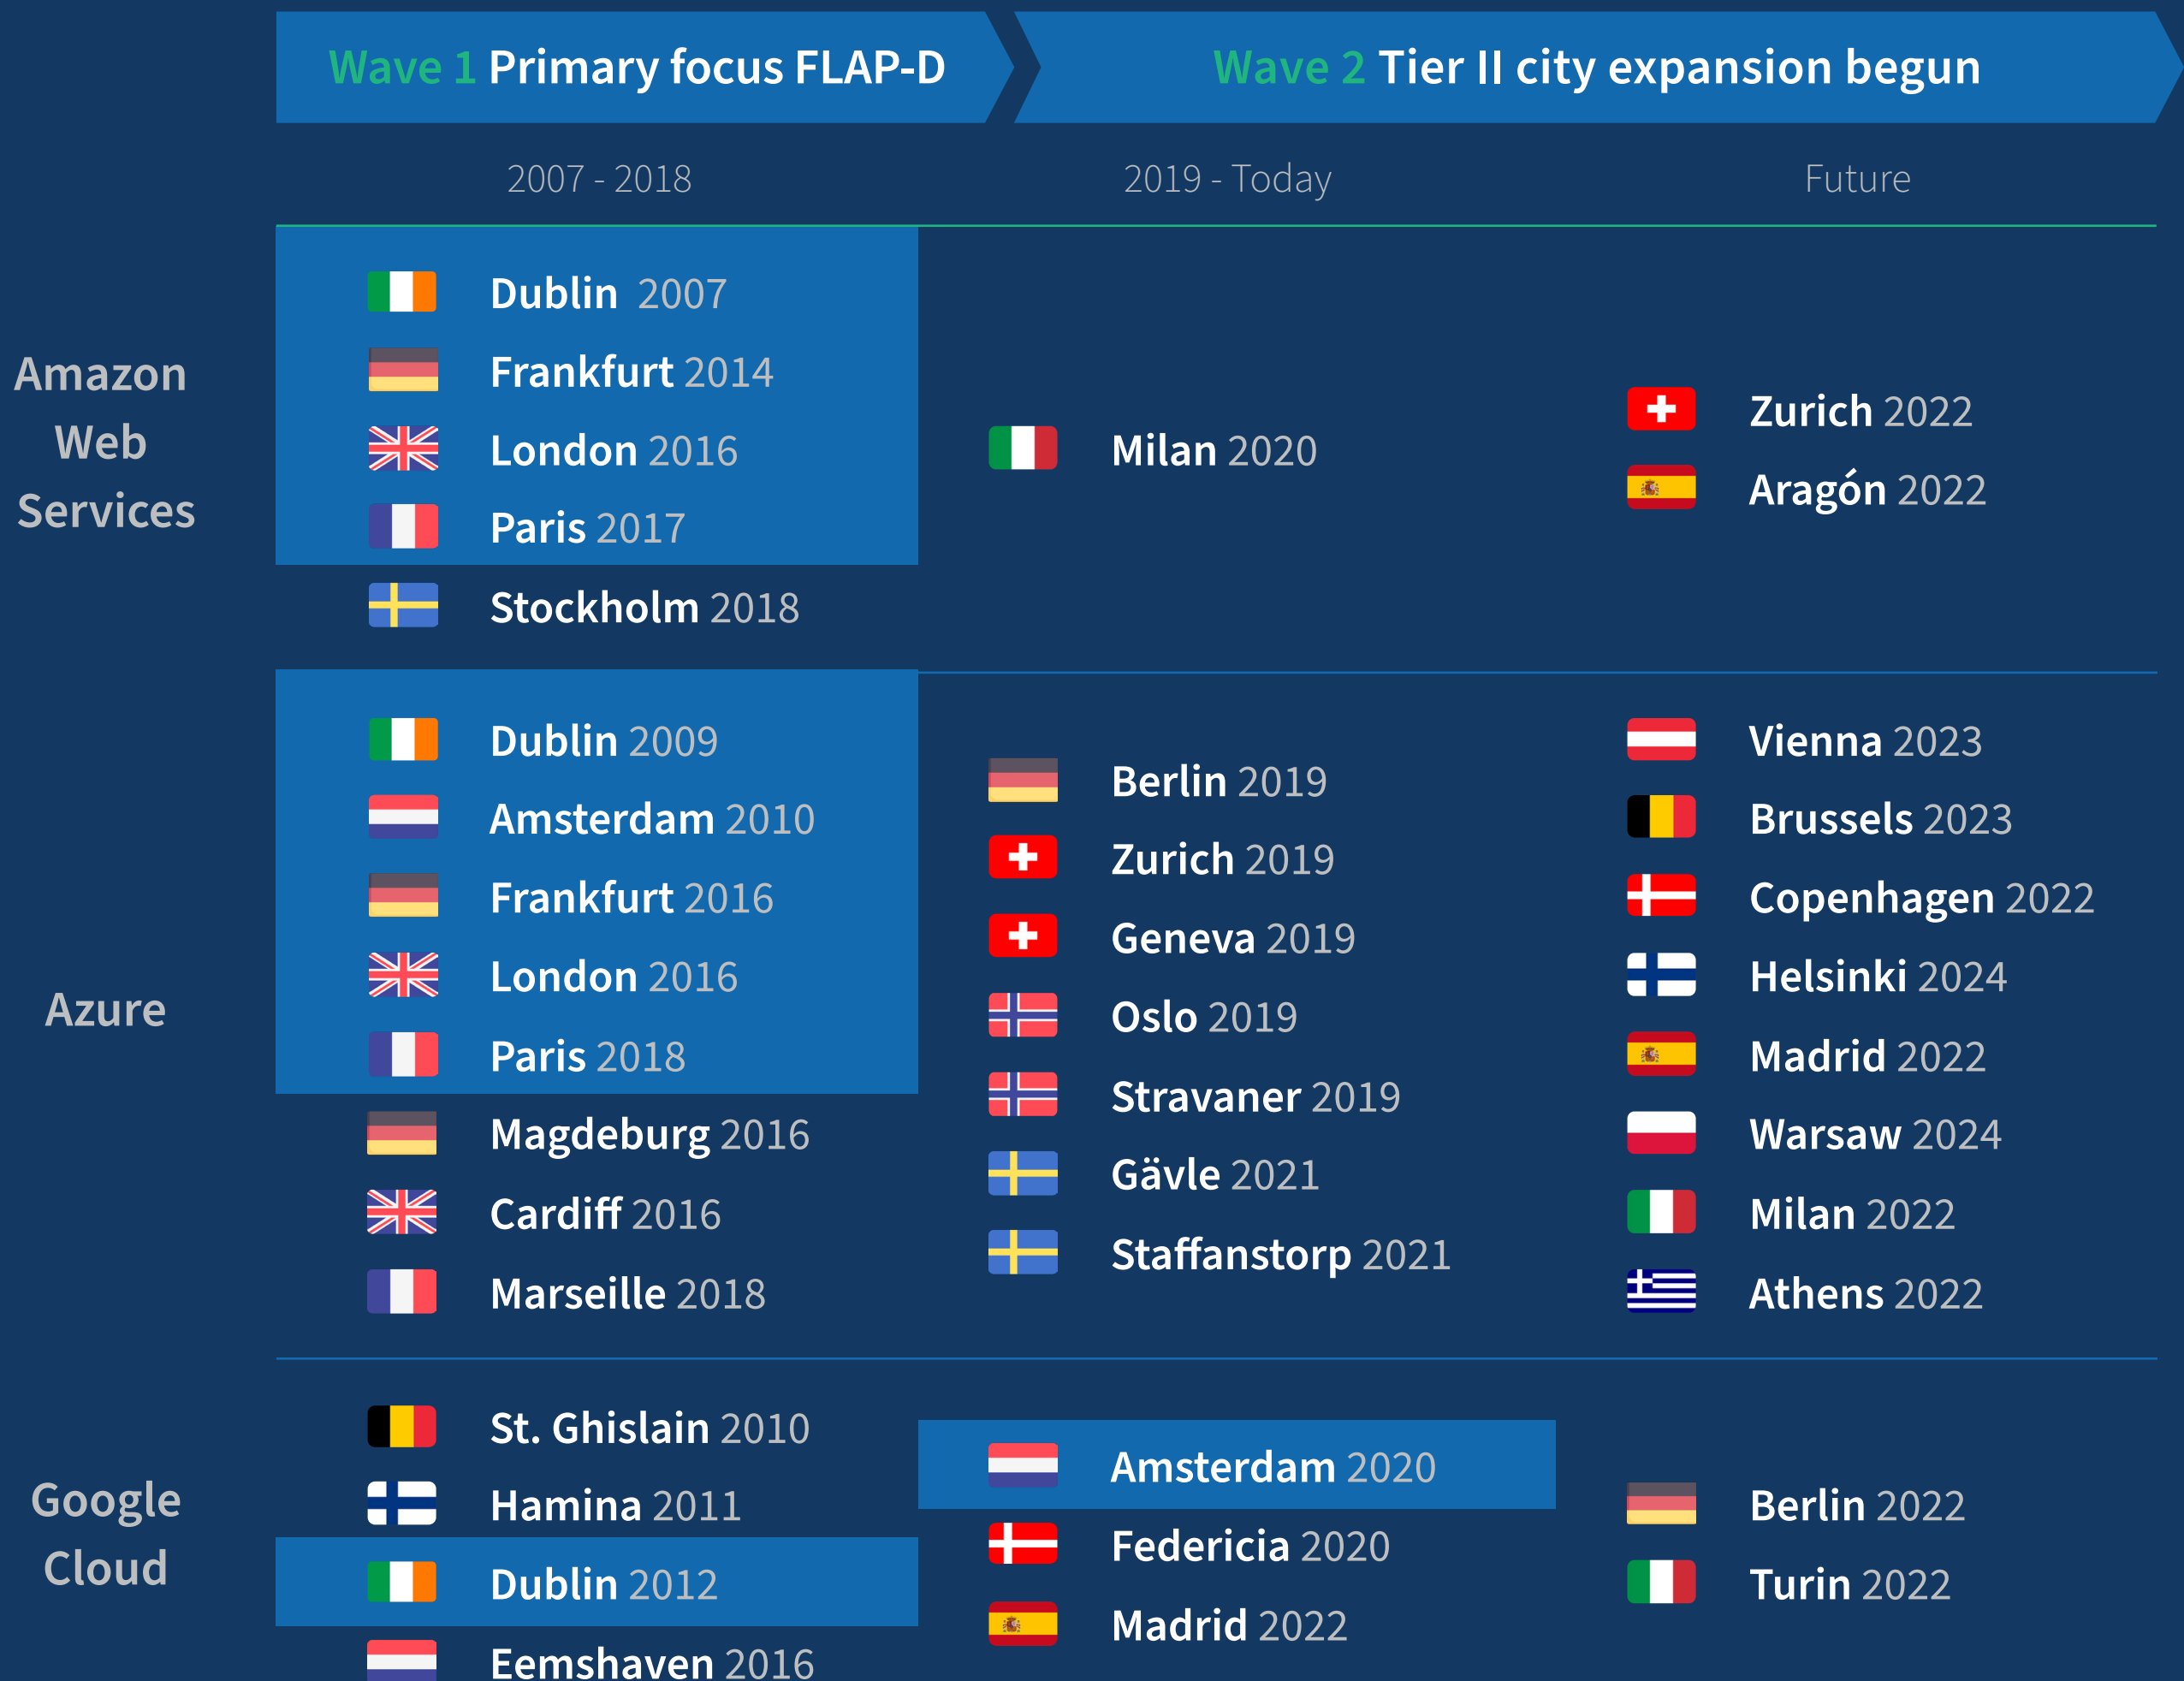 Wave 1 Primary focus FLAP-D
Wave 2 Tier II city expansion begun
2007 - 2018
2019 - Today
Future
Amazon
Web
Services
Dublin 2007
Frankfurt 2014
London 2016
Paris 2017
Stockholm 2018
Milan 2020
Zurich 2022
Aragón 2022
Azure
Dublin 2009
Amsterdam 2010
Frankfurt 2016
London 2016
Paris 2018
Magdeburg 2016
Cardiff 2016
Marseille 2018
Berlin 2019
Zurich 2019
Geneva 2019
Oslo 2019
Stravaner 2019
Gävle 2021
Staffanstorp 2021
Vienna 2023
Brussels 2022
Copenhagen 2022
Helsinki 2024
Madrid 2022
Warsaw 2024
Milan 2022
Athens 2022
Google
Cloud
St. Ghislain 2010
Hamina 2011
Dublin 2012
Eemshaven 2016
Amsterdam 2020
Federicia 2020
Madrid 2022
Berlin 2022
Turin 2022